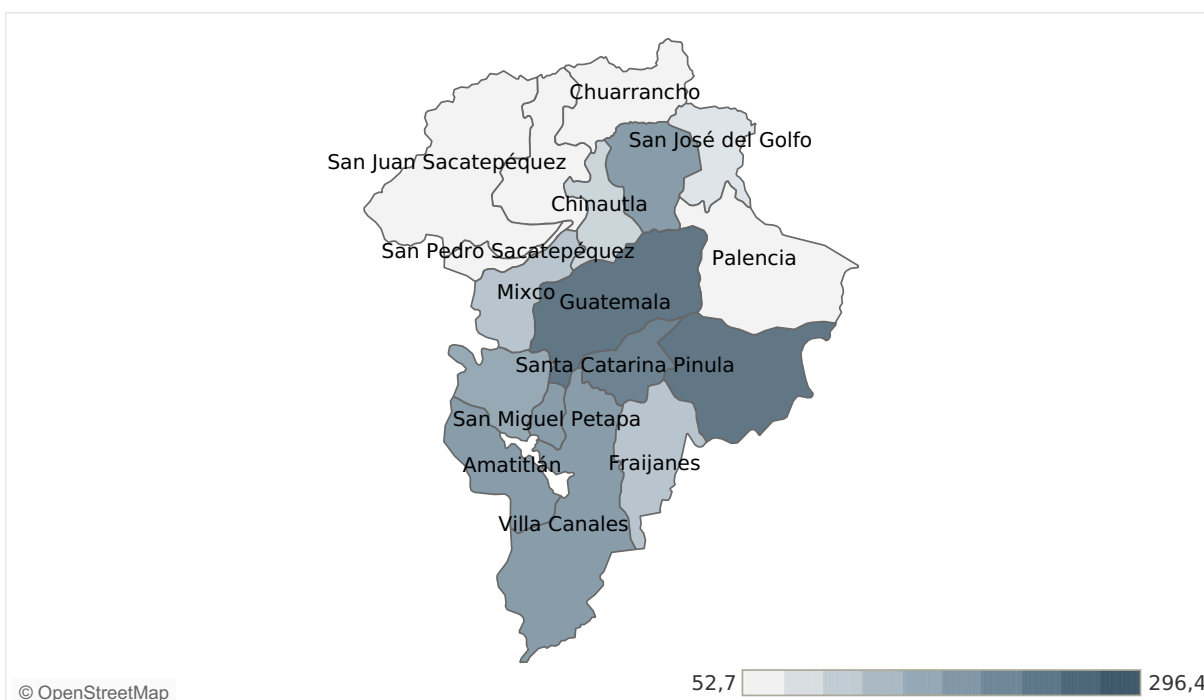 Chuarrancho
San José del Golfo
San Juan Sacatepéquez
Chinautla
San Pedro Sacatepéquez
Palencia
Mixco
Guatemala
Santa Catarina Pinula
San Miguel Petapa
Amatitlán
Fraijanes
Villa Canales
52,7
296,4
© OpenStreetMap